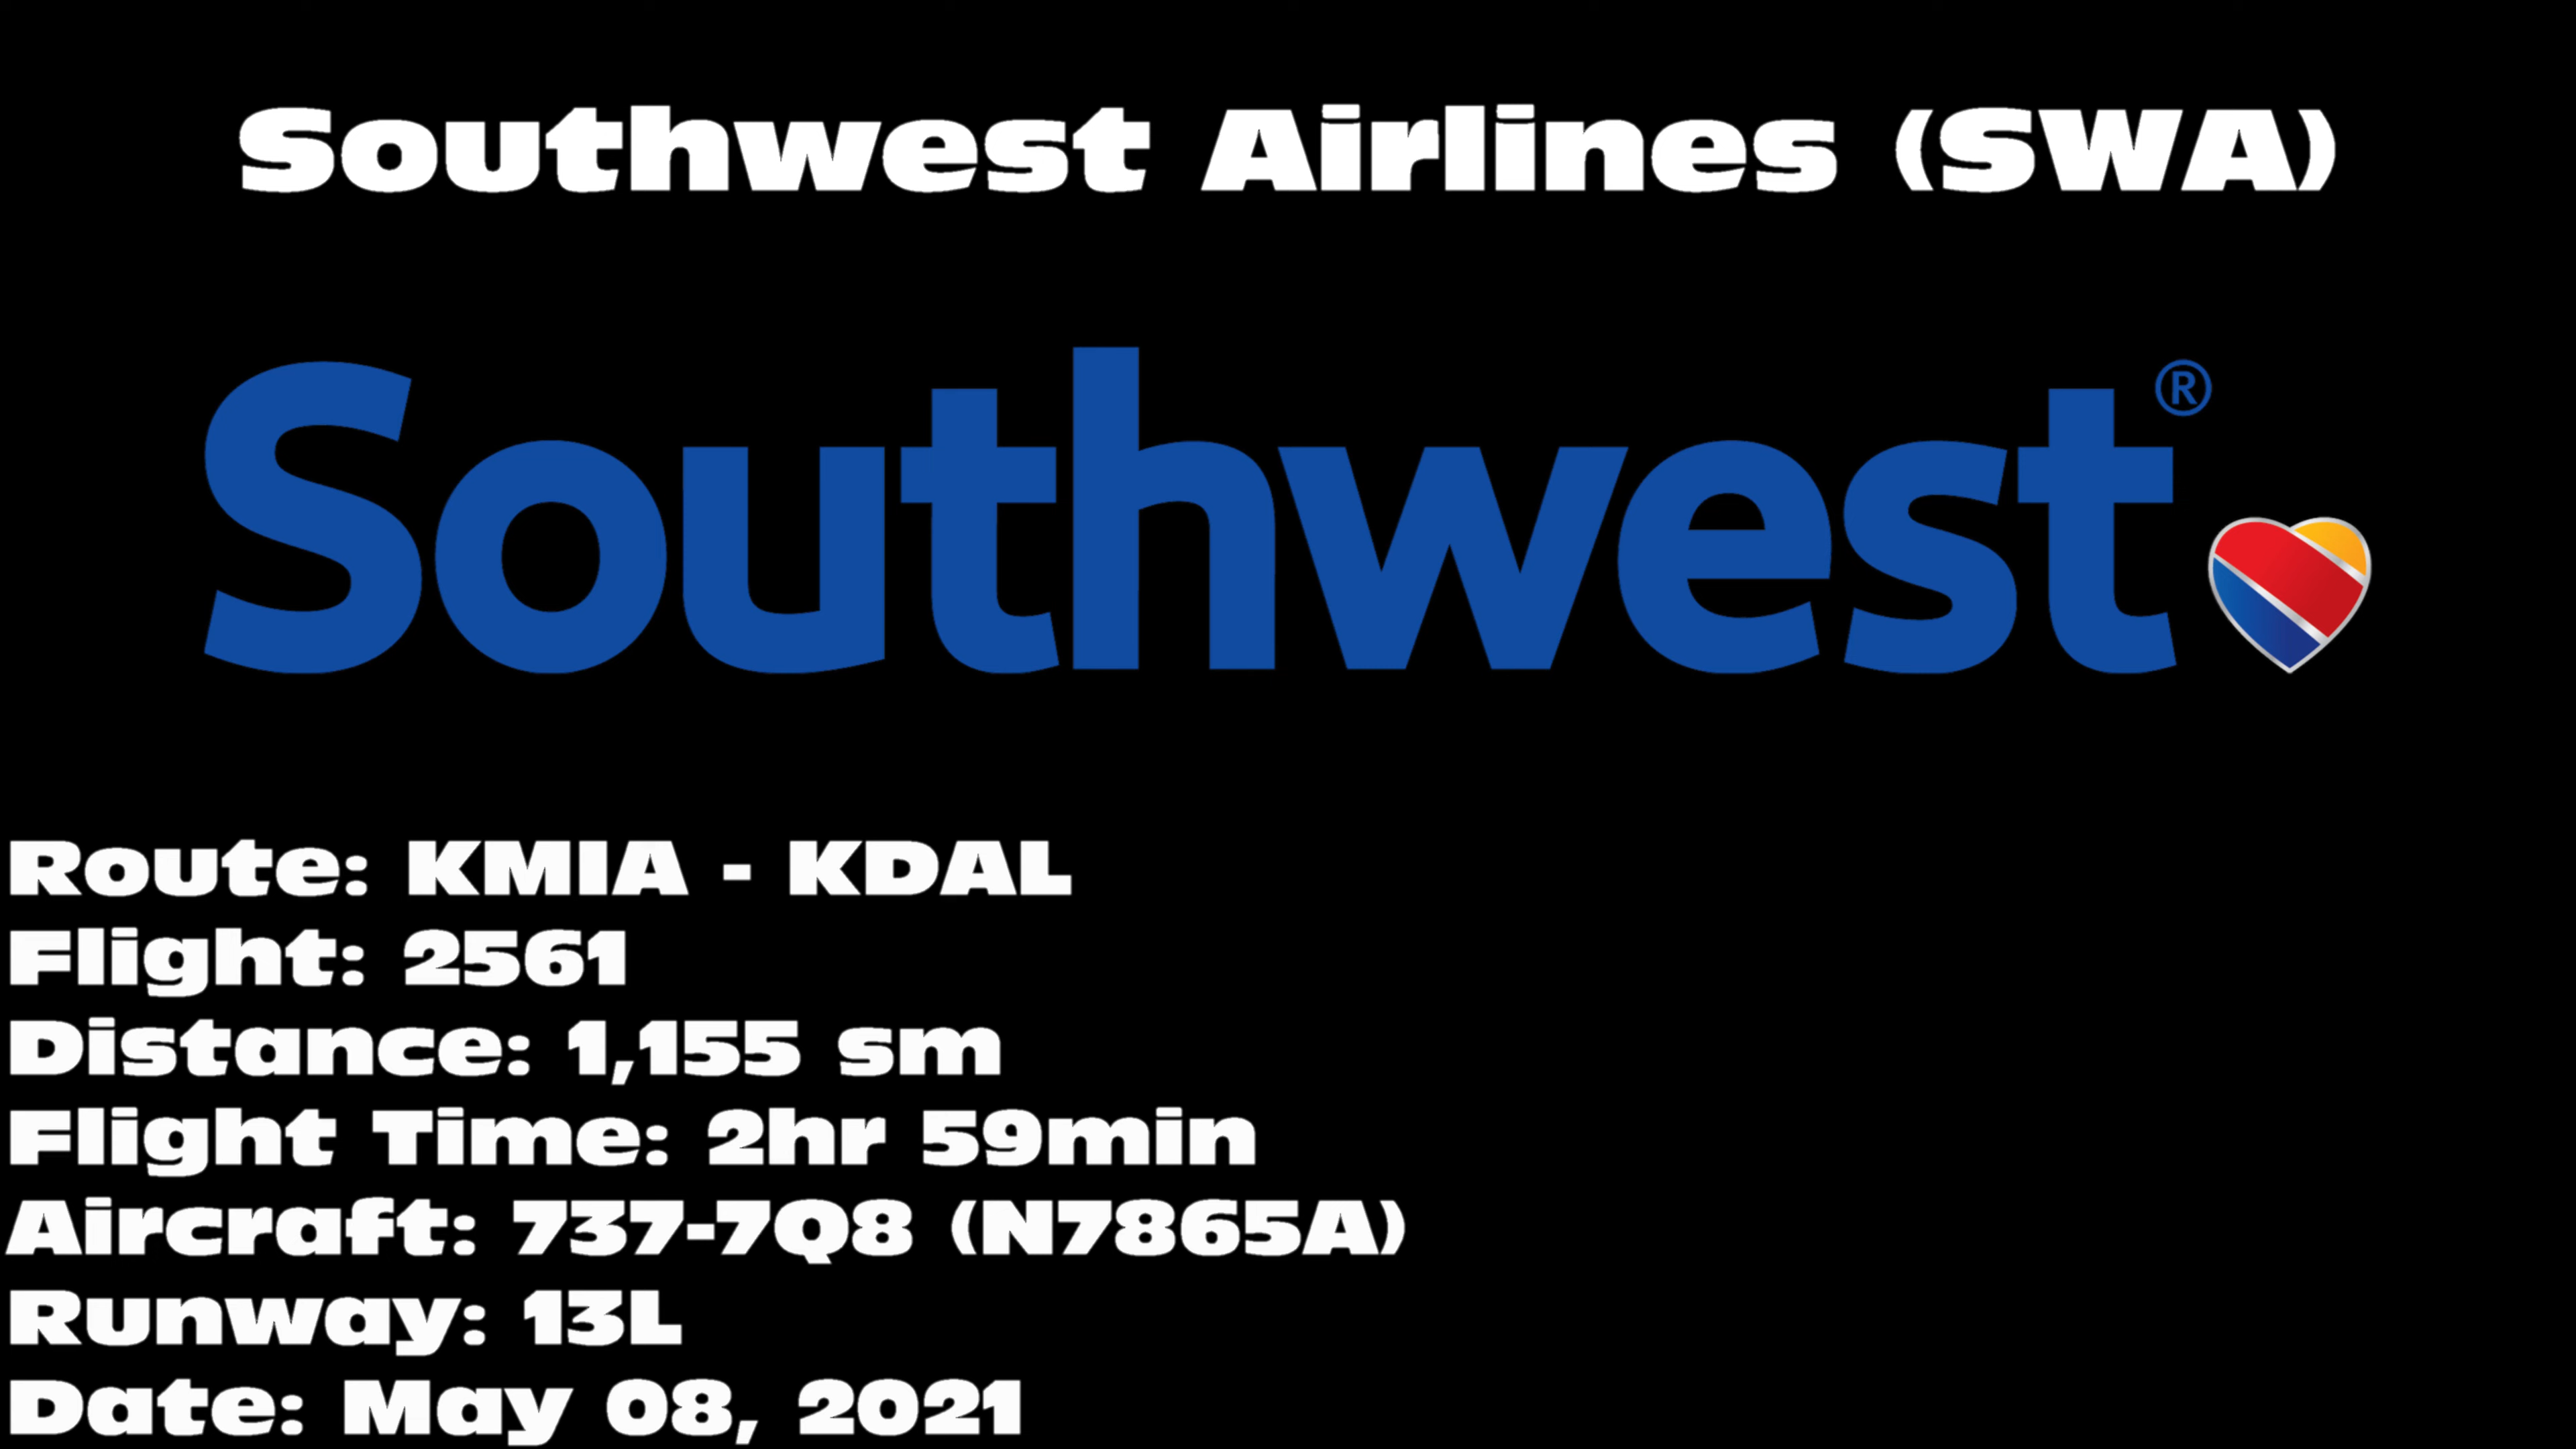 Southwest Airlines (SWA)
Southwest®
Route: KMIA - KDAL
Flight: 2561
Distance: 1,155 sm
Flight Time: 2hr 59min
Aircraft: 737-7Q8 (N7865A)
Runway: 13L
Date: May 08, 2021